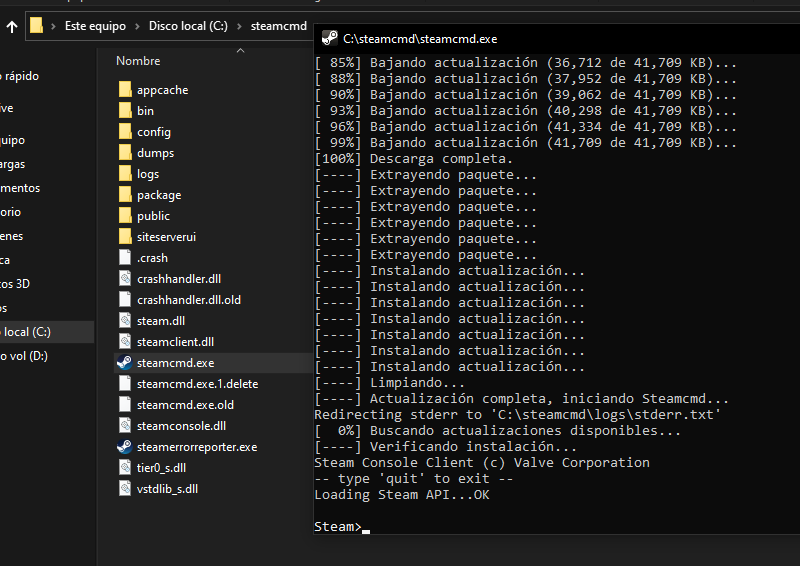 Este equipo > Disco local (C:) > steamcmd
Nombre
rápido
ive
quipo
argas
mentos
orio
enes
ca
os 3D
os
local (C:)
o vol (D:)
appcache
bin
config
dumps
logs
package
public
siteserverui
.crash
crashhandler.dll
crashhandler.dll.old
steam.dll
steamclient.dll
steamcmd.exe
steamcmd.exe.1.delete
steamcmd.exe.old
steamconsole.dll
steamerrorreporter.exe
tier0_s.dll
vstdlib_s.dll
C:\steamcmd\steamcmd.exe
[ 85%] Bajando actualización (36,712 de 41,709 KB)...
[ 88%] Bajando actualización (37,952 de 41,709 KB)...
[ 90%] Bajando actualización (39,062 de 41,709 KB)...
[ 93%] Bajando actualización (40,298 de 41,709 KB)...
[ 96%] Bajando actualización (41,334 de 41,709 KB)...
[ 99%] Bajando actualización (41,709 de 41,709 KB)...
[100%] Descarga completa.
[----] Extrayendo paquete...
[----] Extrayendo paquete...
[----] Extrayendo paquete...
[----] Extrayendo paquete...
[----] Extrayendo paquete...
[----] Extrayendo paquete...
[----] Instalando actualización...
[----] Instalando actualización...
[----] Instalando actualización...
[----] Instalando actualización...
[----] Instalando actualización...
[----] Instalando actualización...
[----] Instalando actualización...
[----] Limpiando...
[----] Actualización completa, iniciando Steamcmd...
Redirecting stderr to 'C:\steamcmd\logs\stderr.txt'
[  0%] Buscando actualizaciones disponibles...
[----] Verificando instalación...
Steam Console Client (c) Valve Corporation
-- type 'quit' to exit --
Loading Steam API...OK
Steam>